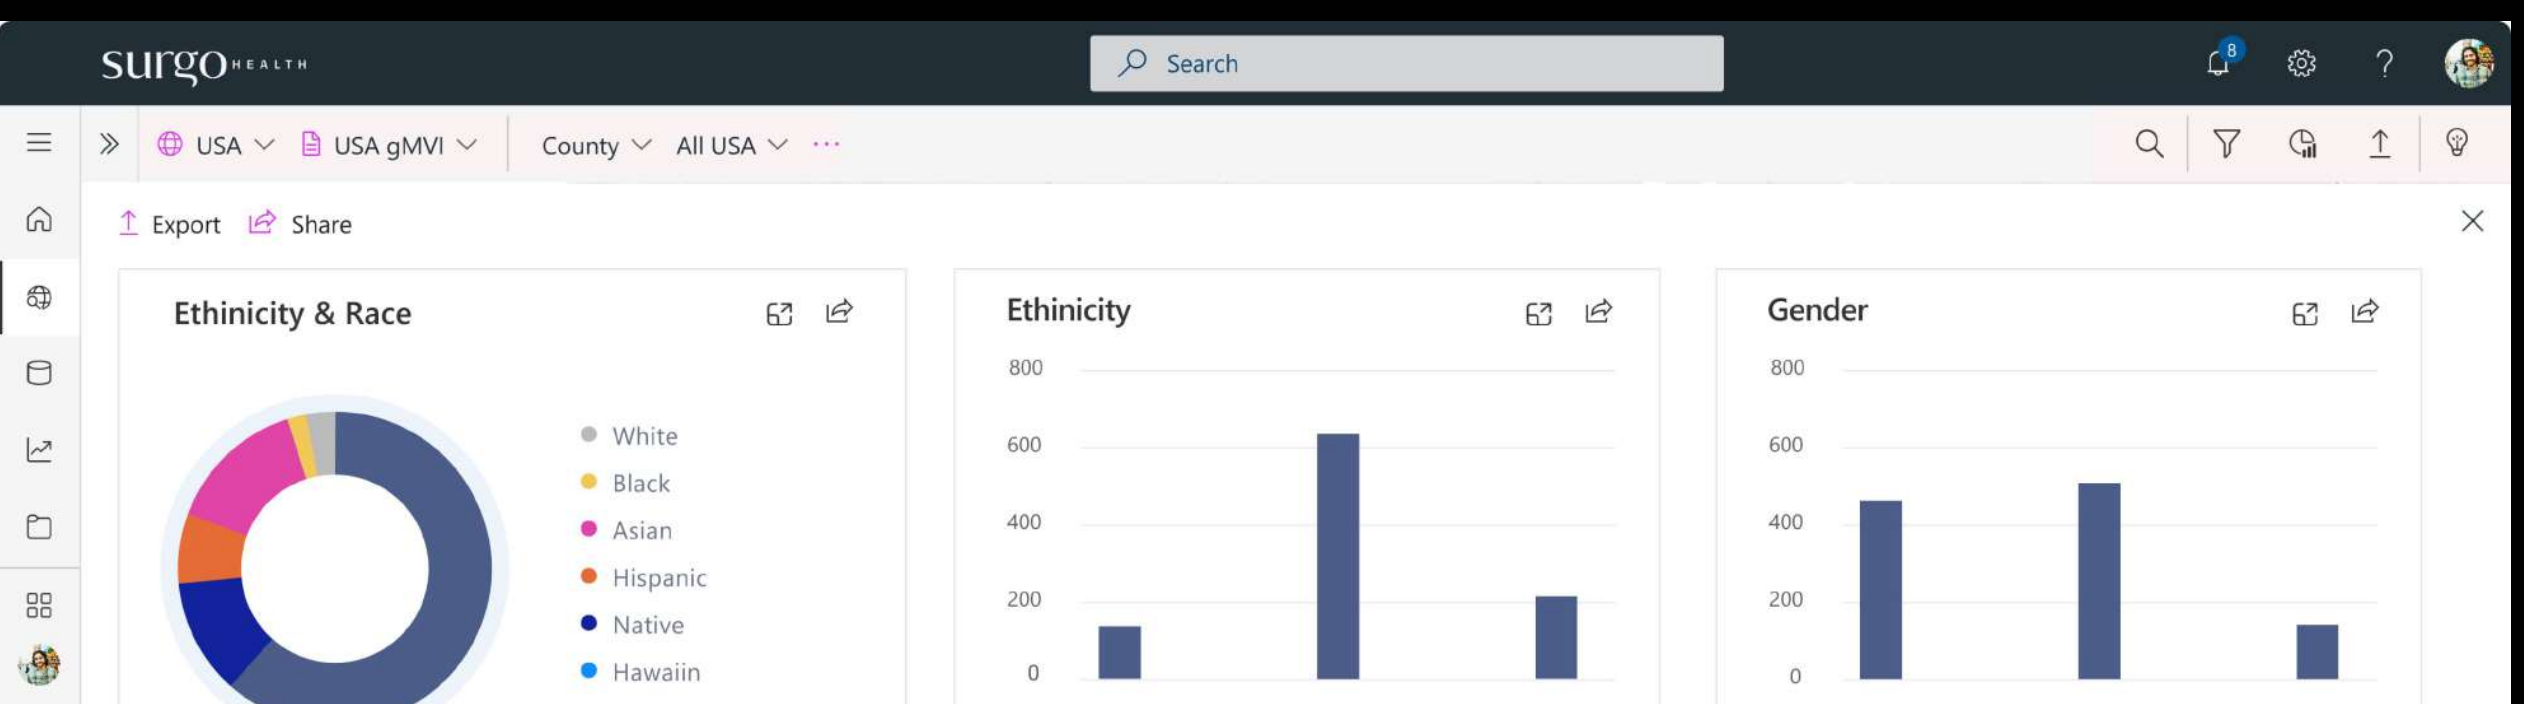 surgo HEALTH
Search
8
USA
USA gMVI
County
All USA
Export
Share
Ethinicity & Race
White
Black
Asian
Hispanic
Native
Hawaiin
Ethinicity
800
600
400
200
0
Gender
800
600
400
200
0